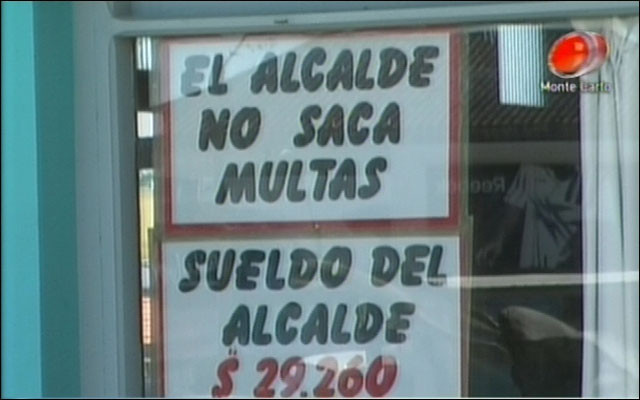 EL ALCALDE
NO SACA
MULTAS
SUELDO DEL
ALCALDE
$ 29.260
Monte Carlo